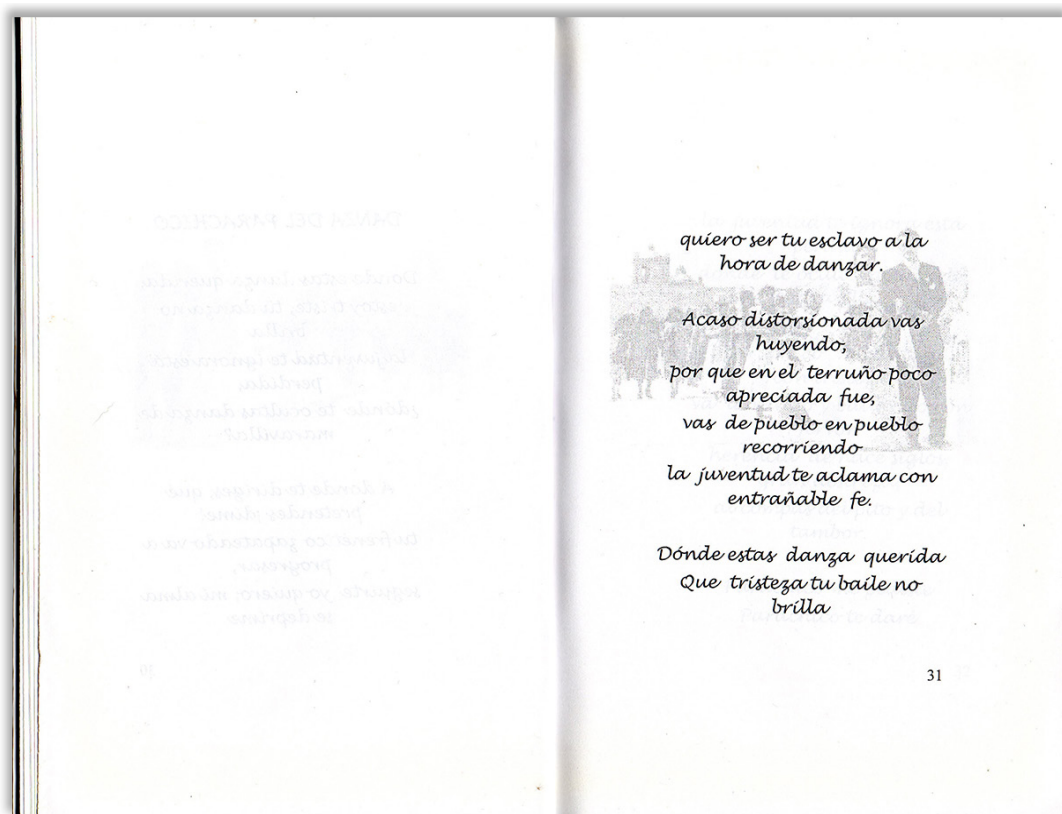 quiero ser tu esclavo a la
hora de danzar.
Acaso distorsionada vas
huyendo,
por que en el terruño poco
apreciada fue,
vas de pueblo en pueblo
recorriendo
la juventud te aclama con
entrañable fe.
Dónde estas danza querida
Que tristeza tu baile no
brilla
31